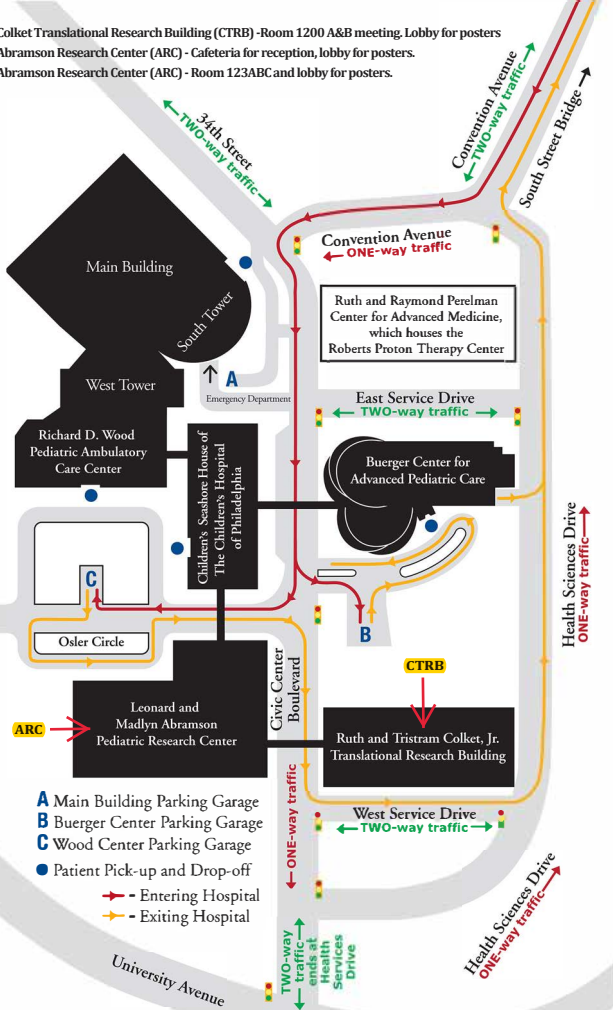 Colket Translational Research Building (CTRB) -Room 1200 A&B meeting. Lobby for posters
Abramson Research Center (ARC) - Cafeteria for reception, lobby for posters.
Abramson Research Center (ARC) - Room 123ABC and lobby for posters.
34th Street
TWO-way traffic
Convention Avenue
TWO-way traffic
South Street Bridge
Convention Avenue
ONE-way traffic
Main Building
South Tower
Ruth and Raymond Perelman
Center for Advanced Medicine,
which houses the
Roberts Proton Therapy Center
A
Emergency Department
West Tower
East Service Drive
TWO-way traffic
Richard D. Wood
Pediatric Ambulatory
Care Center
Children's Seashore House of
The Children's Hospital
of Philadelphia
Buerger Center for
Advanced Pediatric Care
Health Sciences Drive
ONE-way traffic
C
B
Osler Circle
Civic Center
Boulevard
CTRB
ARC
Leonard and
Madlyn Abramson
Pediatric Research Center
Ruth and Tristram Colket, Jr.
Translational Research Building
ONE-way traffic
West Service Drive
TWO-way traffic
A Main Building Parking Garage
B Buerger Center Parking Garage
C Wood Center Parking Garage
Patient Pick-up and Drop-off
- Entering Hospital
- Exiting Hospital
Health Sciences Drive
ONE-way traffic
TWO-way
traffic
ends at
Health
Services
Drive
University Avenue